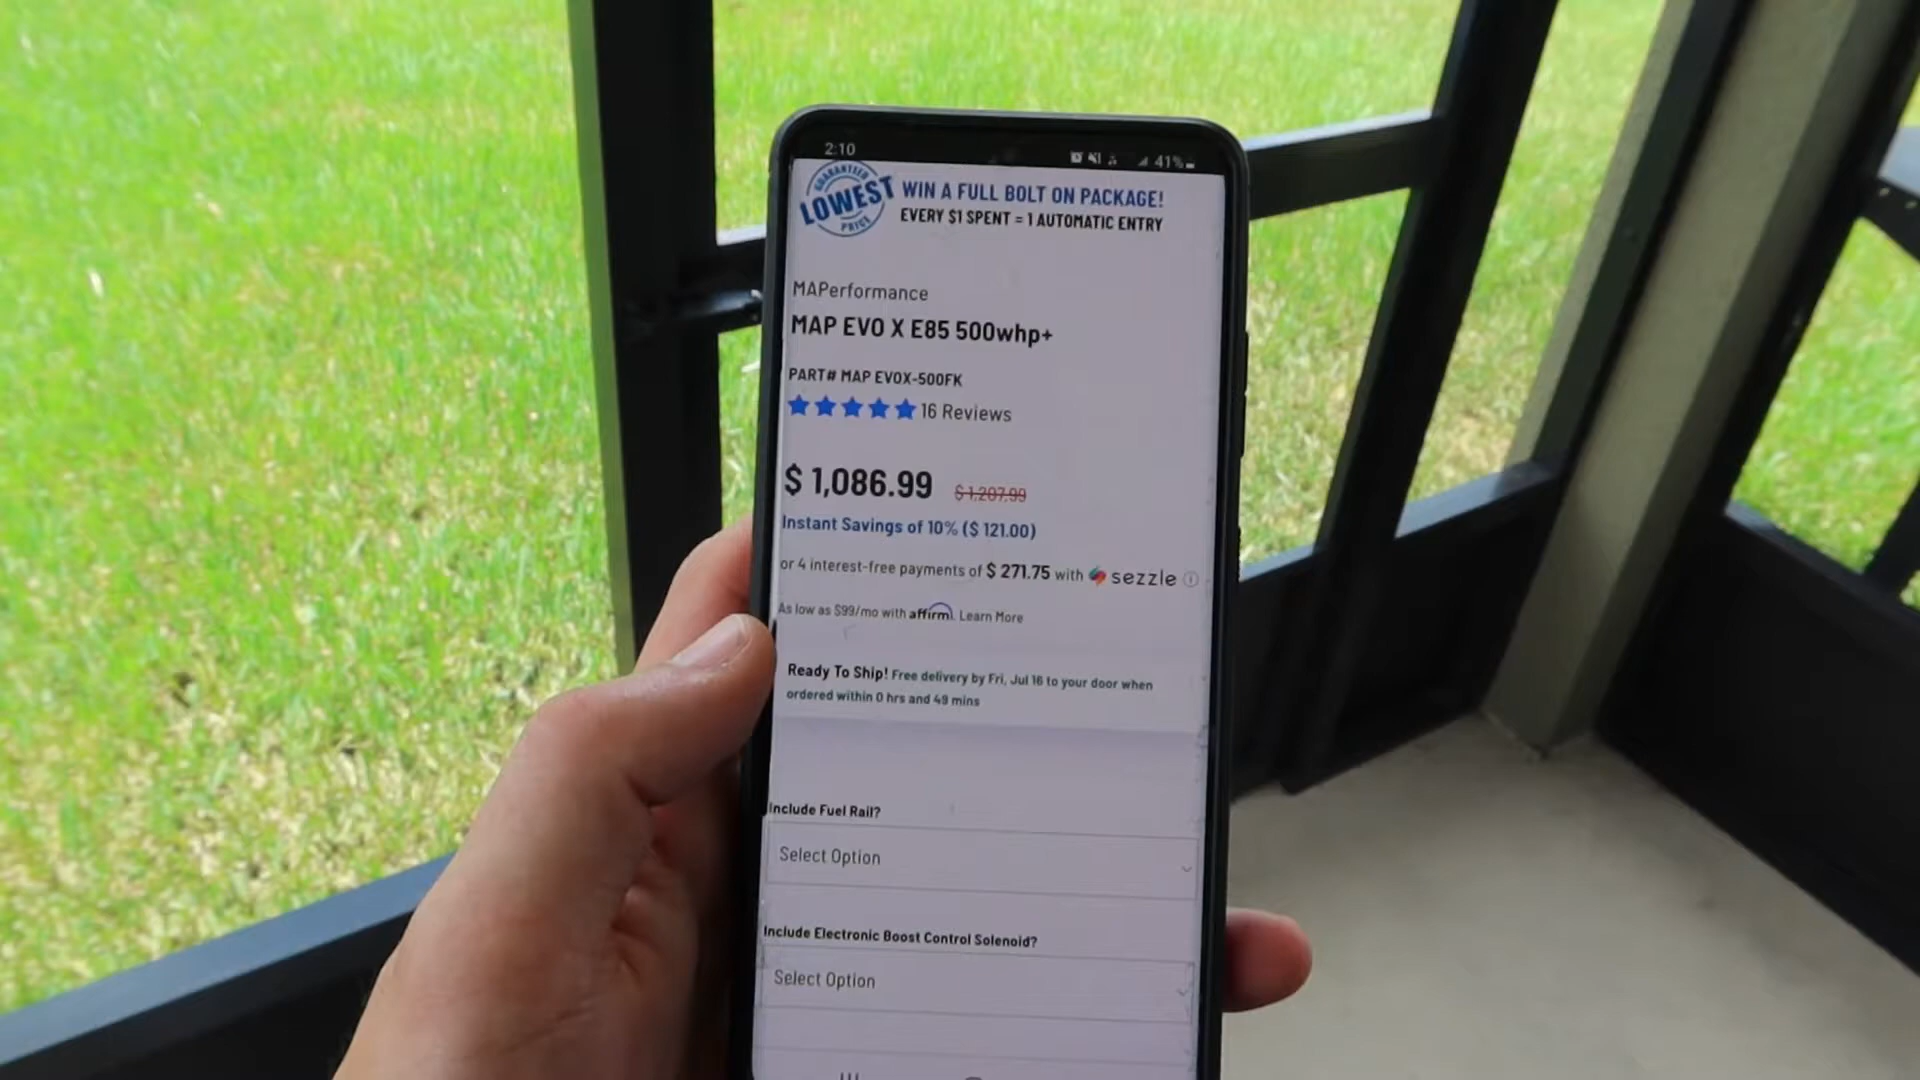 2:10
41%
GUARANTEED
LOWEST
PRICE
WIN A FULL BOLT ON PACKAGE!
EVERY $1 SPENT = 1 AUTOMATIC ENTRY
MAPerformance
MAP EVO X E85 500whp+
PART# MAP EVOX-500FK
16 Reviews
$ 1,086.99 $ 1,207.99
Instant Savings of 10% ($ 121.00)
or 4 interest-free payments of $ 271.75 with sezzle
As low as $99/mo with affirm. Learn More
Ready To Ship! Free delivery by Fri, Jul 16 to your door when
ordered within 0 hrs and 49 mins
Include Fuel Rail?
Select Option
Include Electronic Boost Control Solenoid?
Select Option